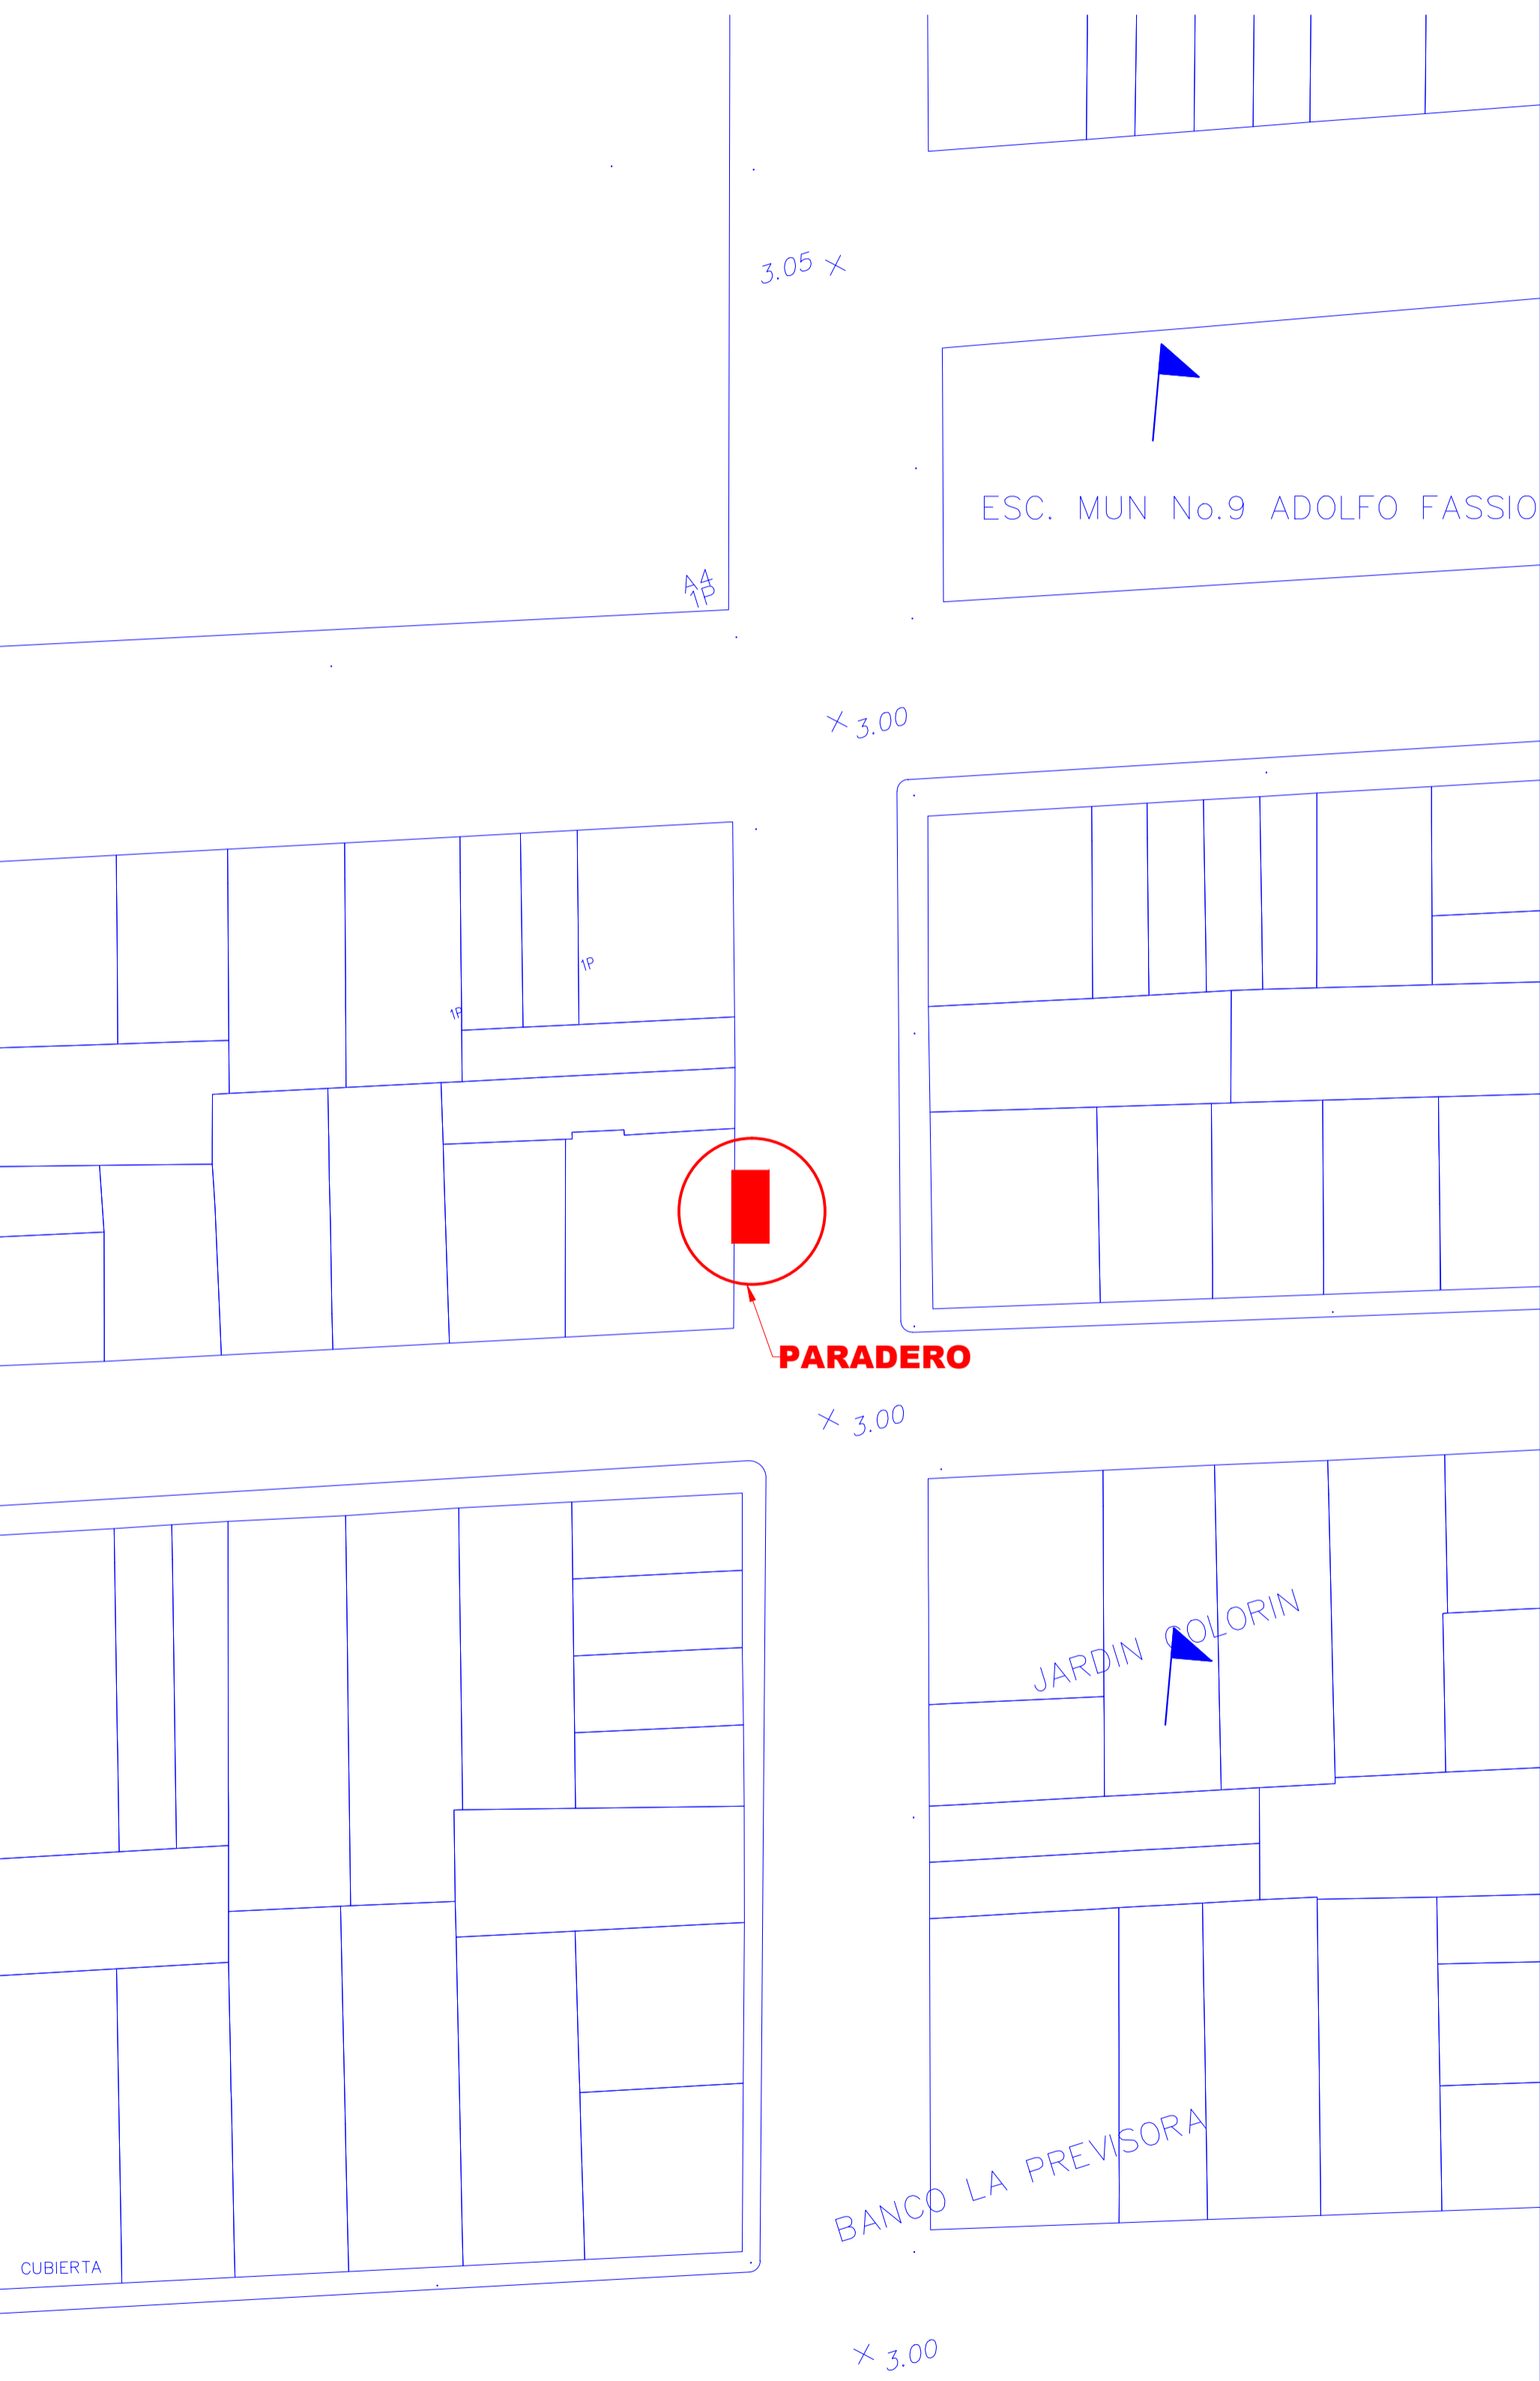 3.05
ESC. MUN No.9 ADOLFO FASSIO
A4
1P
3.00
1P
1P
PARADERO
3.00
JARDIN COLORIN
BANCO LA PREVISORA
CUBIERTA
3.00